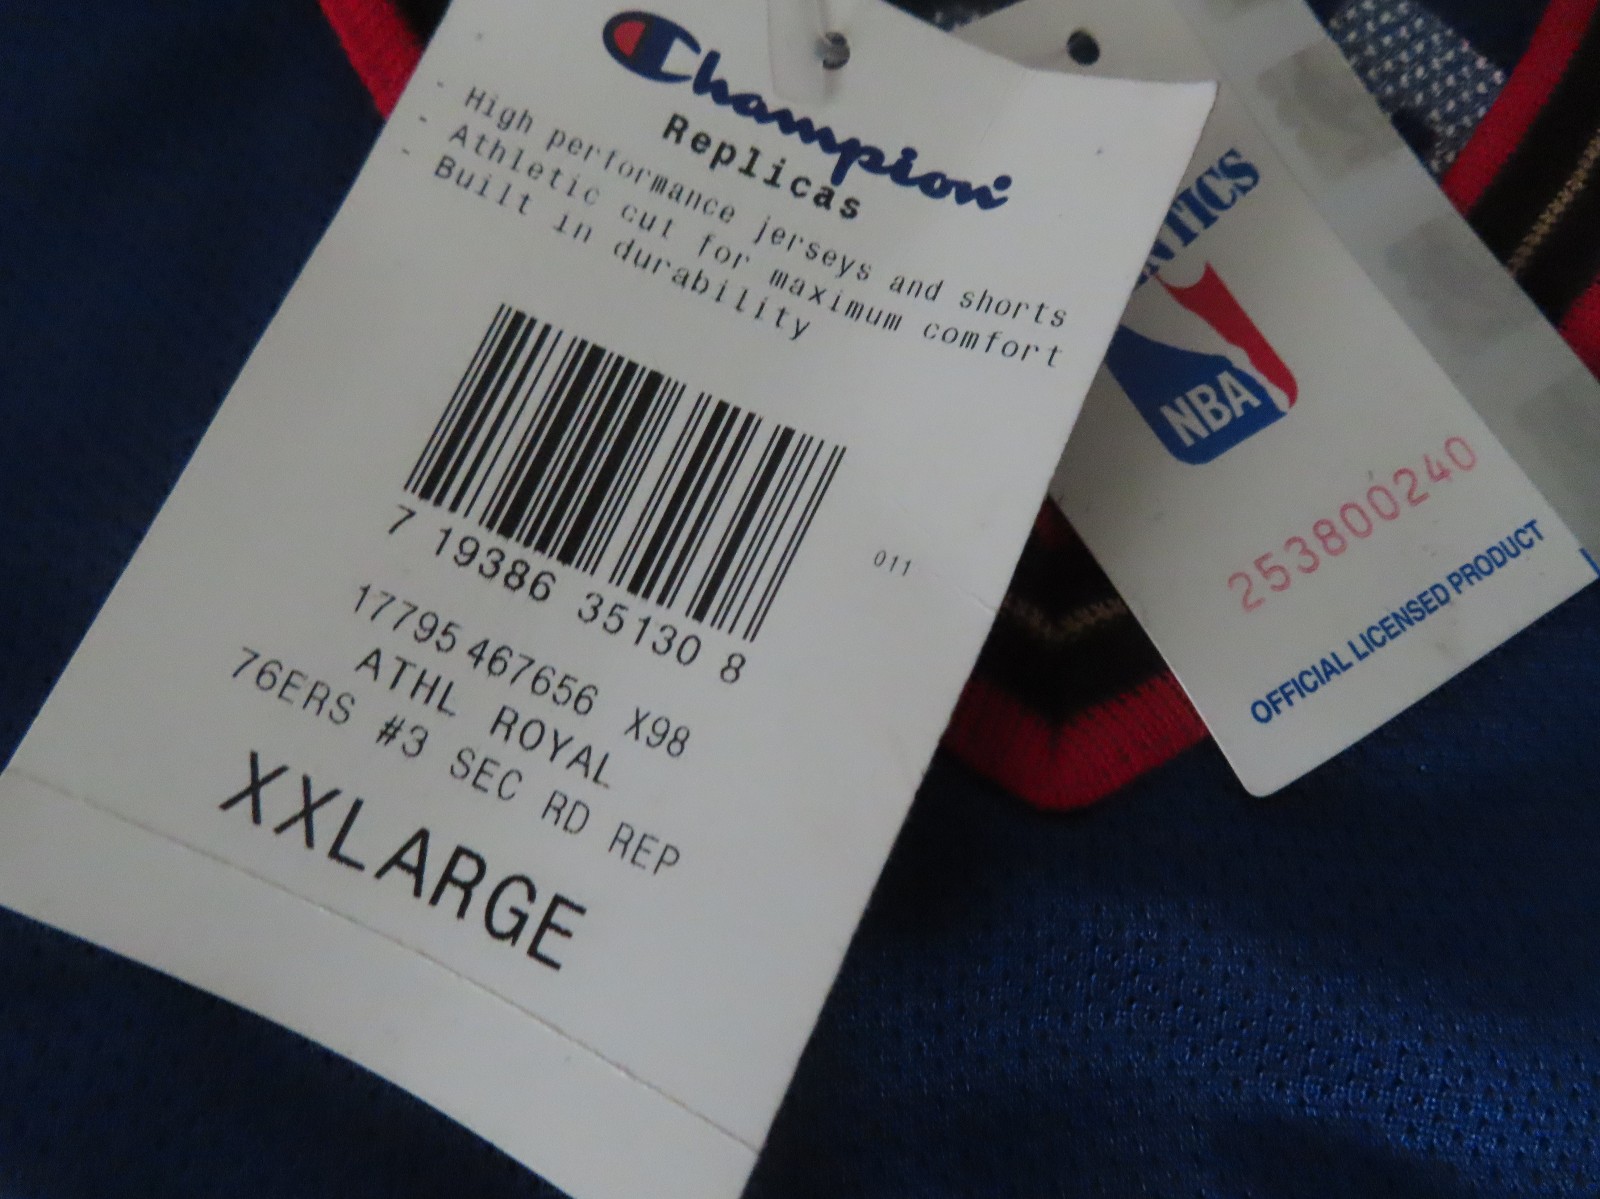 Champion
Replicas
- High performance jerseys and shorts
- Athletic cut for maximum comfort
- Built in durability
7 19386 35130 8
011
17795 467656 X98
ATHL ROYAL
76ERS #3 SEC RD REP
XXLARGE
NTICS
NBA
253800240
OFFICIAL LICENSED PRODUCT